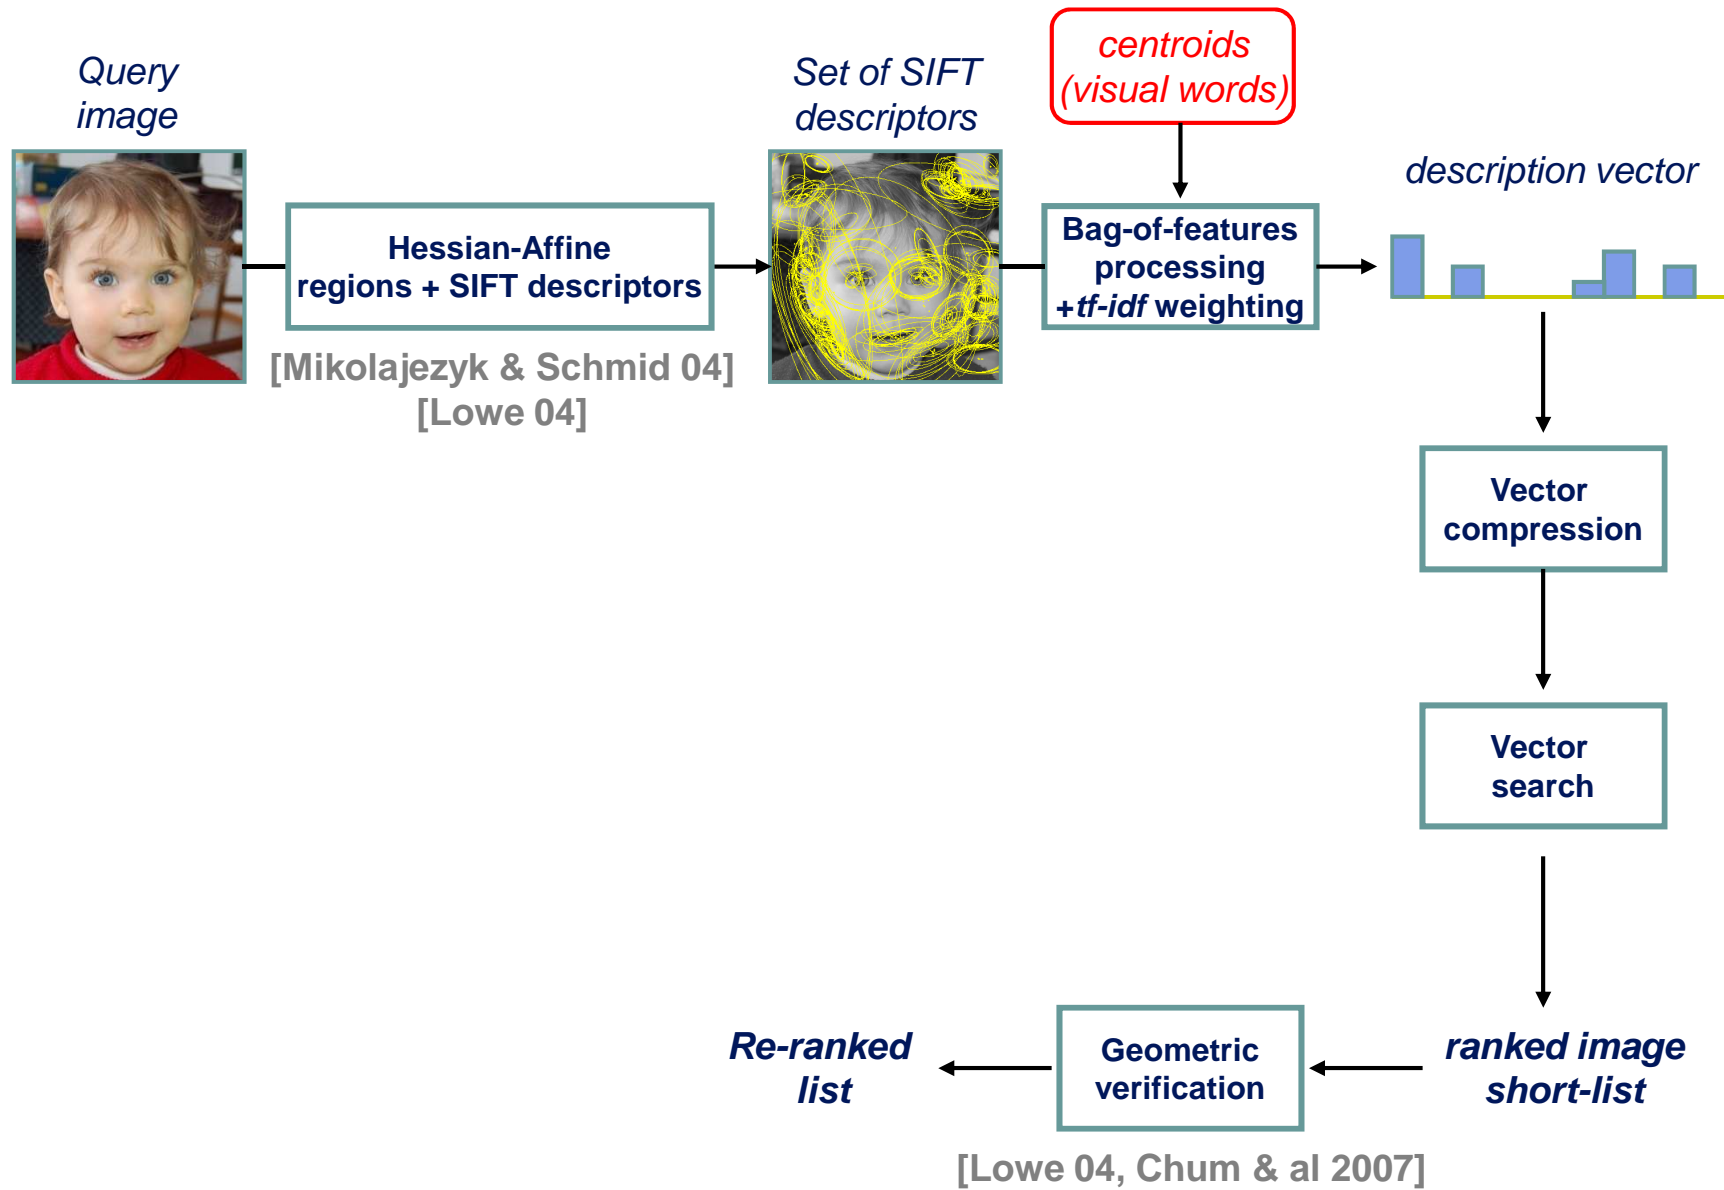 Query
image
Hessian-Affine
regions + SIFT descriptors
[Mikolajezyk & Schmid 04]
[Lowe 04]
Set of SIFT
descriptors
centroids
(visual words)
Bag-of-features
processing
+tf-idf weighting
description vector
Vector
compression
Vector
search
ranked image
short-list
Geometric
verification
[Lowe 04, Chum & al 2007]
Re-ranked
list